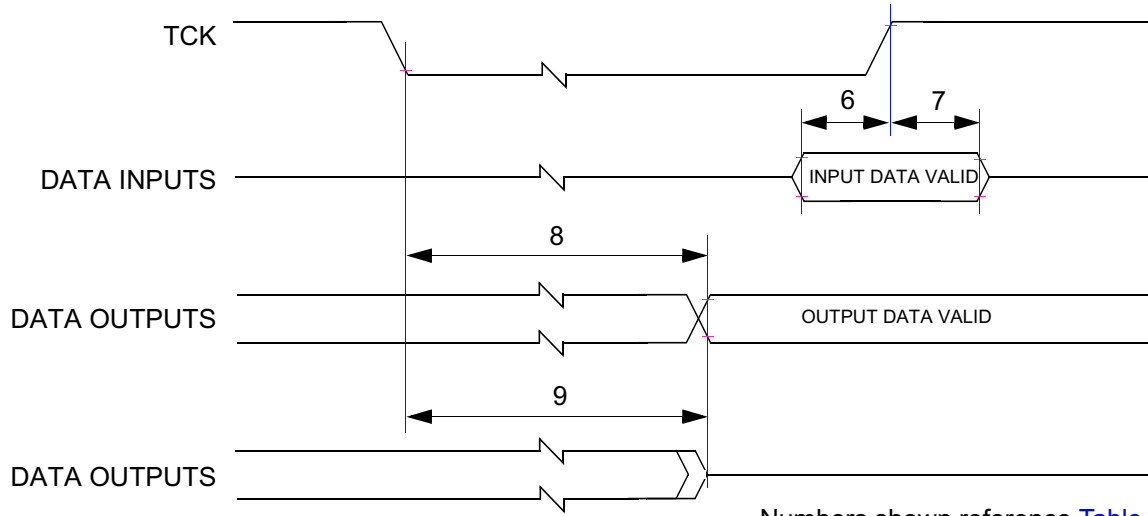 TCK
6
7
DATA INPUTS
INPUT DATA VALID
8
DATA OUTPUTS
OUTPUT DATA VALID
9
DATA OUTPUTS
Numbers shown reference Table